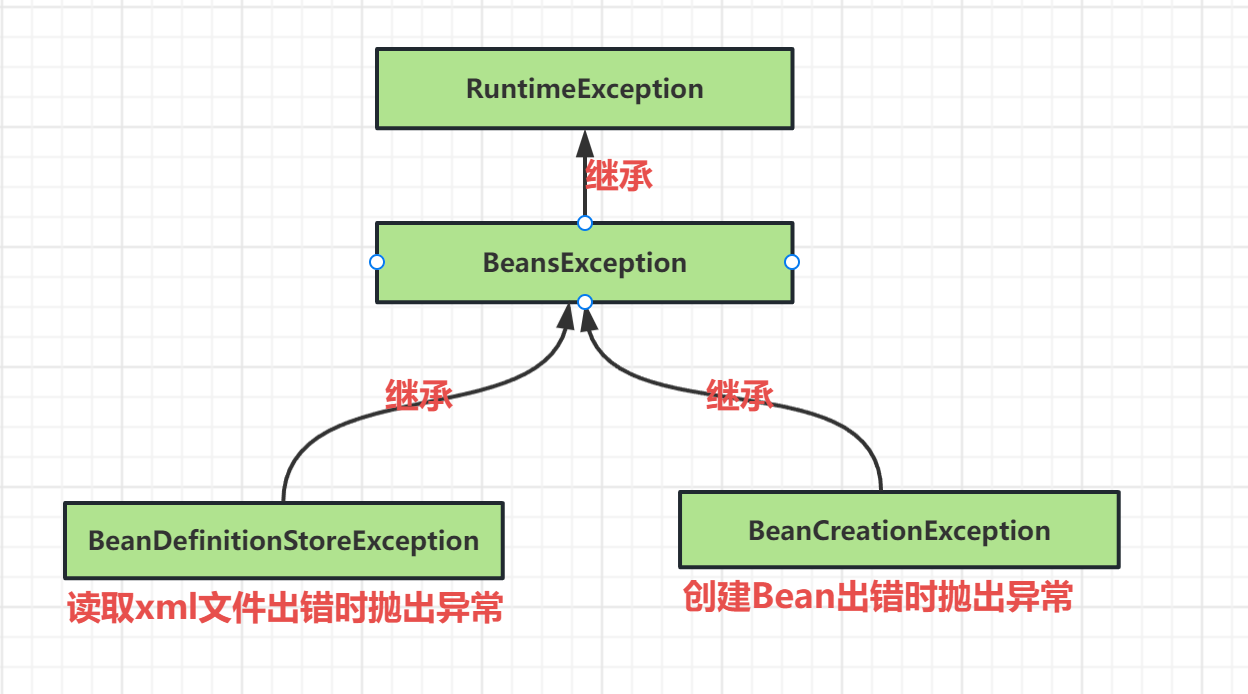 RuntimeException
继承
BeansException
继承
继承
BeanDefinitionStoreException
BeanCreationException
读取xml文件出错时抛出异常
创建Bean出错时抛出异常